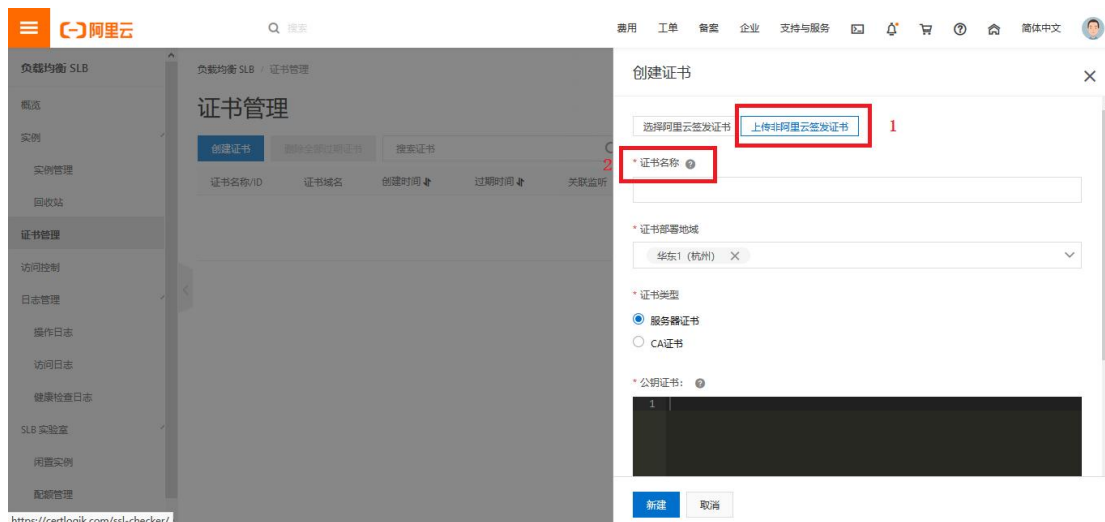 阿里云
搜索
费用 工单 备案 企业 支持与服务 简体中文
负载均衡 SLB
概览
实例
实例管理
回收站
证书管理
访问控制
日志管理
操作日志
访问日志
健康检查日志
SLB 实验室
闲置实例
配额管理
https://certlogik.com/ssl-checker/
负载均衡 SLB / 证书管理
证书管理
创建证书 删除全部过期证书 搜索证书
证书名称/ID 证书域名 创建时间 过期时间 关联监听
创建证书
选择阿里云签发证书 上传非阿里云签发证书 1
2 * 证书名称
* 证书部署地域
华东1 (杭州)
* 证书类型
服务器证书
CA证书
* 公钥证书:
1
新建 取消